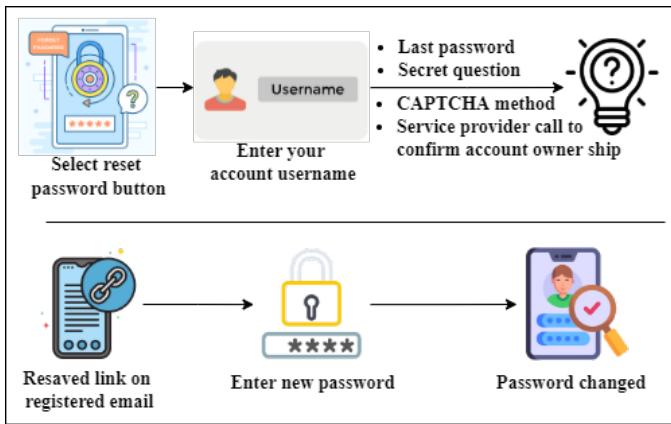 FORGET
PASSWORD
?
*****
Select reset
password button
Username
Enter your
account username
• Last password
• Secret question
• CAPTCHA method
• Service provider call to
confirm account owner ship
?
Resaved link on
registered email
****
Enter new password
Password changed